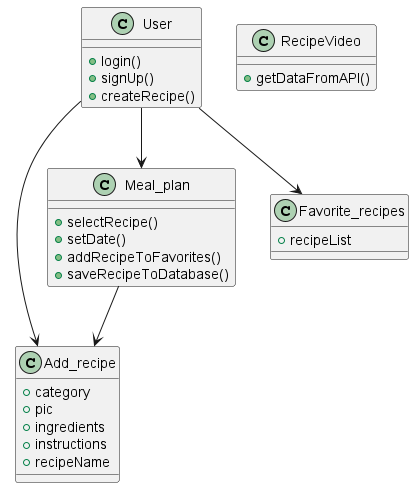 C User
login()
signUp()
createRecipe()
C RecipeVideo
getDataFromAPI()
C Meal_plan
selectRecipe()
setDate()
addRecipeToFavorites()
saveRecipeToDatabase()
C Favorite_recipes
recipeList
C Add_recipe
category
pic
ingredients
instructions
recipeName